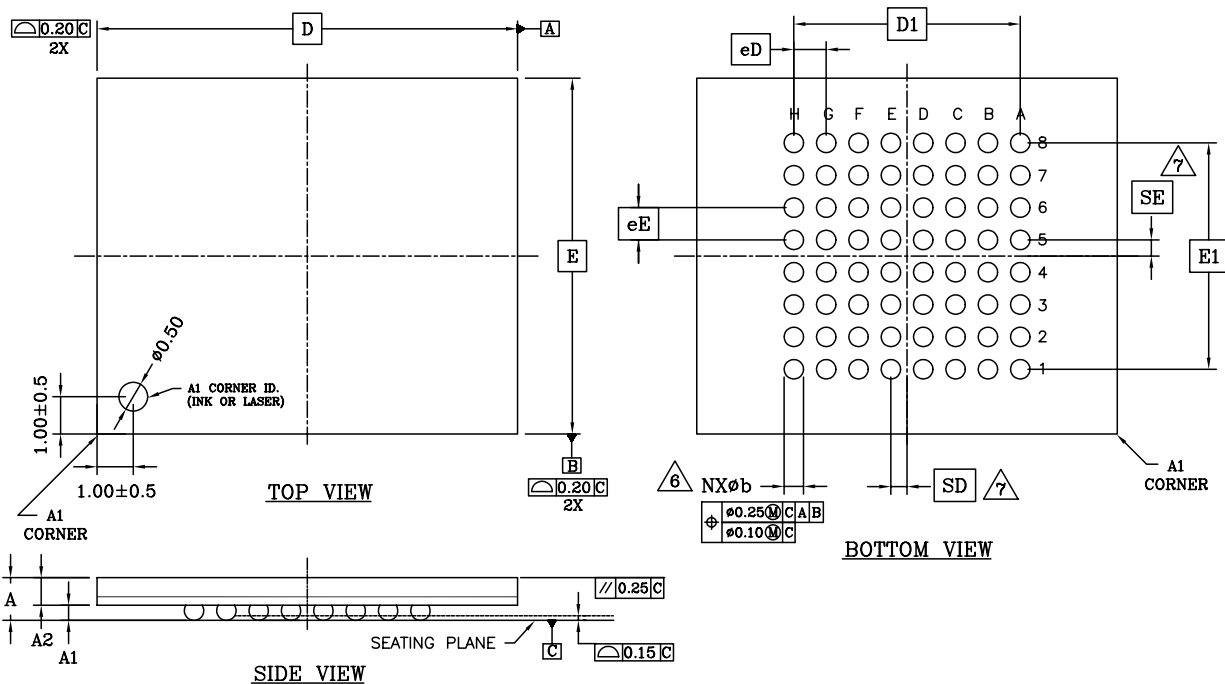 ⌓ 0.20 C
2X
D
A
E
ø0.50
A1 CORNER ID.
(INK OR LASER)
1.00±0.5
1.00±0.5
A1
CORNER
TOP VIEW
B
⌓ 0.20 C
2X
D1
eD
H G F E D C B A
8
7
6
5
4
3
2
1
7
SE
eE
E1
6 NXøb
⌖ ø0.25 Ⓜ C A B
ø0.10 Ⓜ C
SD 7
A1
CORNER
BOTTOM VIEW
A
A2
A1
// 0.25 C
SEATING PLANE
C
⌓ 0.15 C
SIDE VIEW